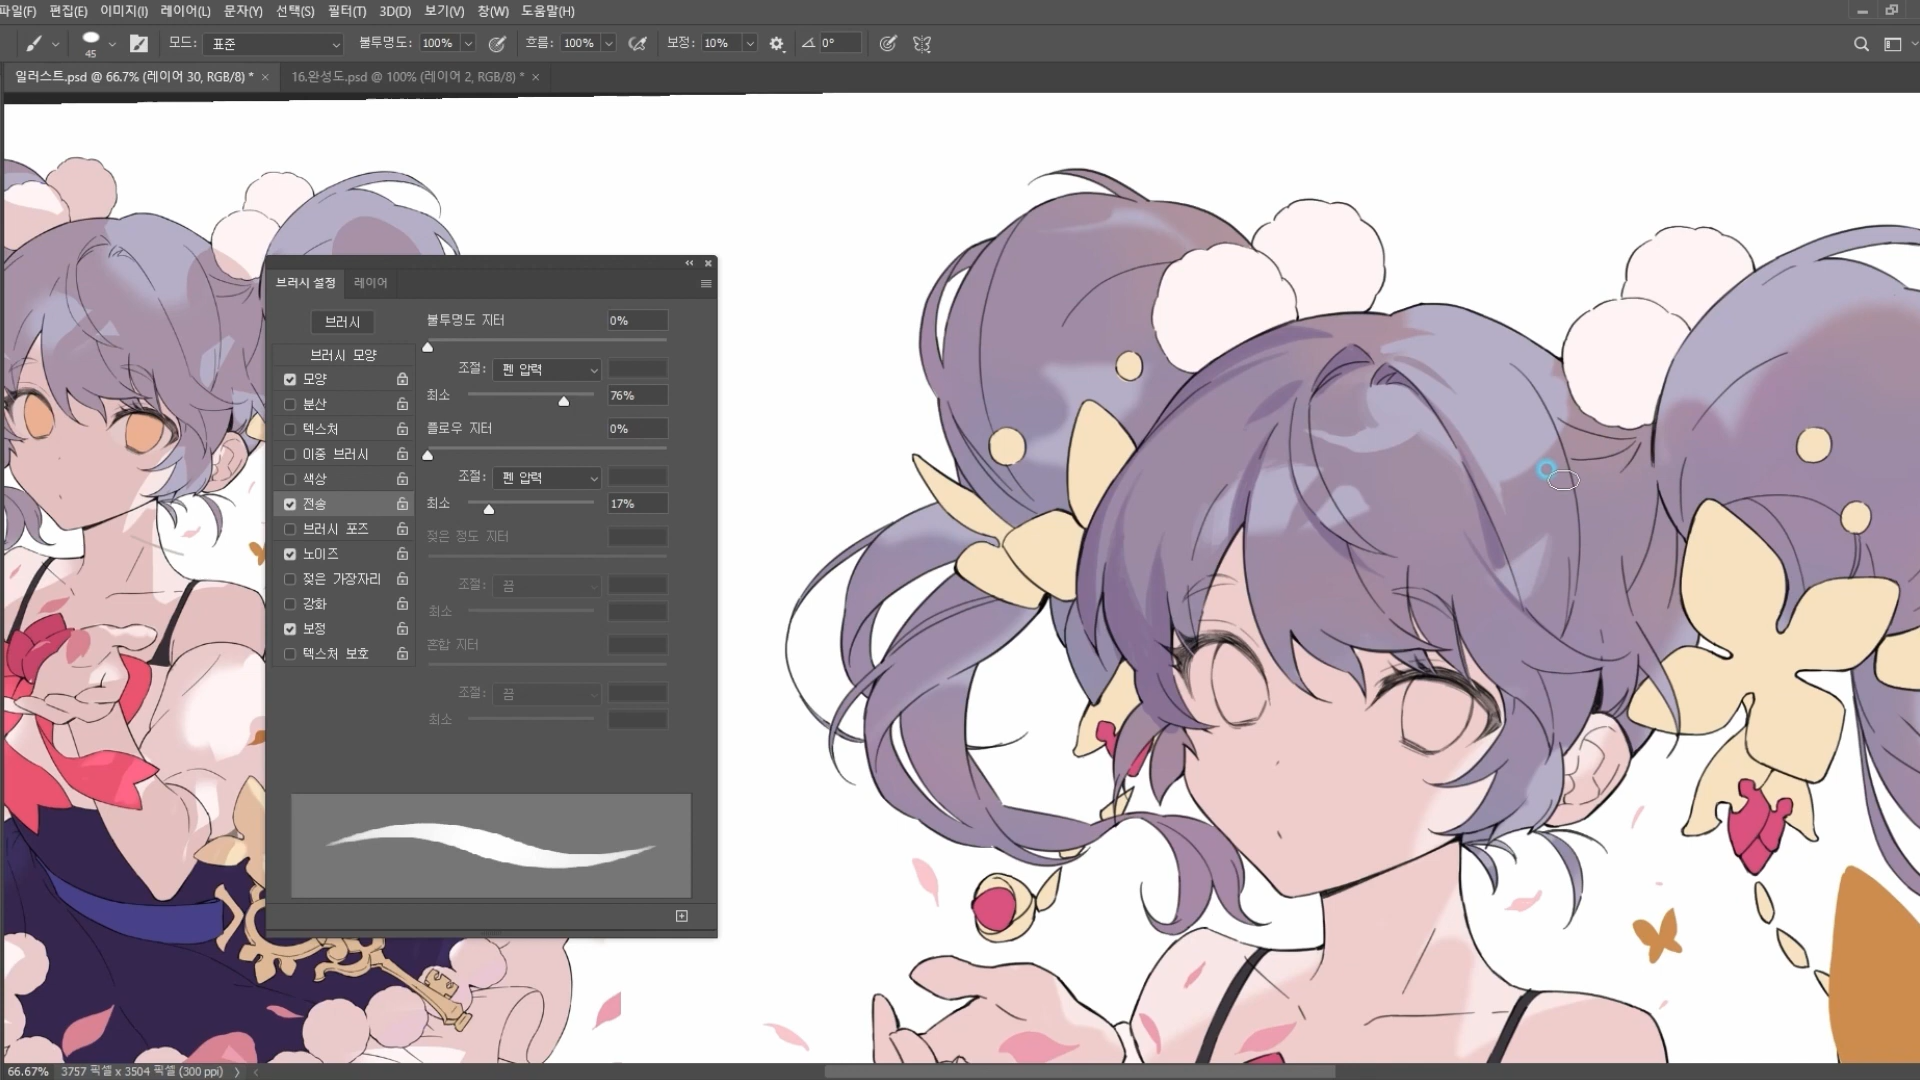 파일(F) 편집(E) 이미지(I) 레이어(L) 문자(Y) 선택(S) 필터(T) 3D(D) 보기(V) 창(W) 도움말(H)
45 모드: 표준 불투명도: 100% 흐름: 100% 보정: 10% 0°
일러스트.psd @ 66.7% (레이어 30, RGB/8) * × 16.완성도.psd @ 100% (레이어 2, RGB/8) * ×
브러시 설정 레이어
브러시
브러시 모양
모양
분산
텍스처
이중 브러시
색상
전송
브러시 포즈
노이즈
젖은 가장자리
강화
보정
텍스처 보호
불투명도 지터 0%
조절: 펜 압력
최소 76%
플로우 지터 0%
조절: 펜 압력
최소 17%
젖은 정도 지터
조절: 끔
최소
혼합 지터
조절: 끔
최소
66.67% 3757 픽셀 x 3504 픽셀 (300 ppi)